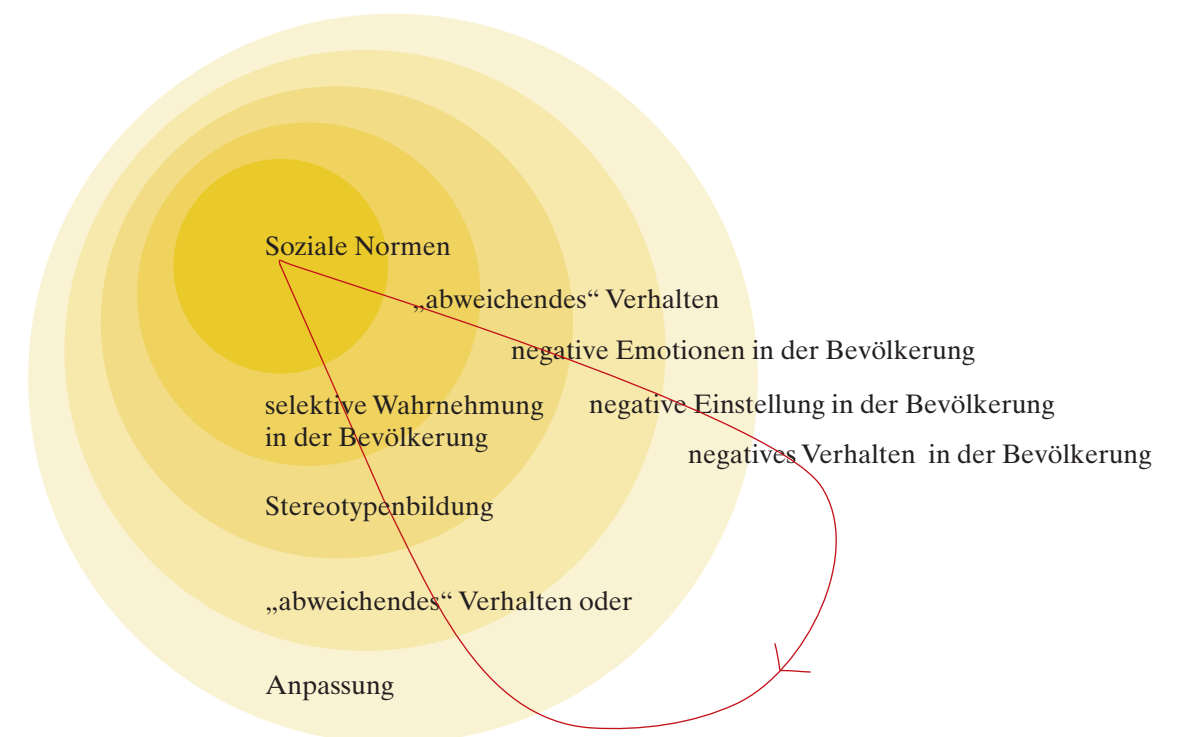 Soziale Normen
„abweichendes“ Verhalten
negative Emotionen in der Bevölkerung
negative Einstellung in der Bevölkerung
negatives Verhalten in der Bevölkerung
selektive Wahrnehmung
in der Bevölkerung
Stereotypenbildung
„abweichendes“ Verhalten oder
Anpassung